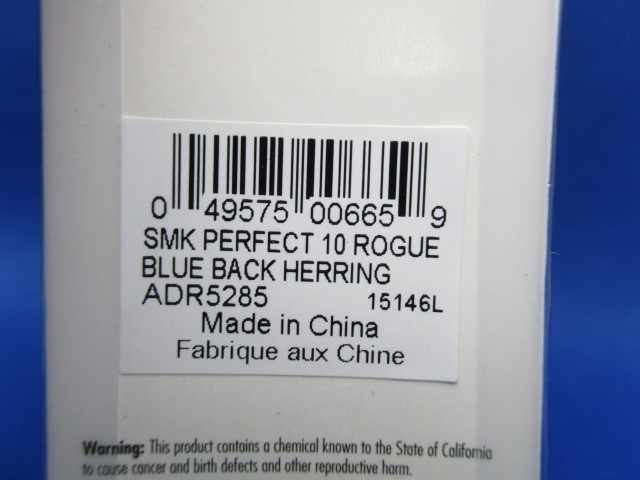 0 49575 00665 9
SMK PERFECT 10 ROGUE
BLUE BACK HERRING
ADR5285 15146L
Made in China
Fabrique aux Chine
Warning: This product contains a chemical known to the State of California
to cause cancer and birth defects and other reproductive harm.